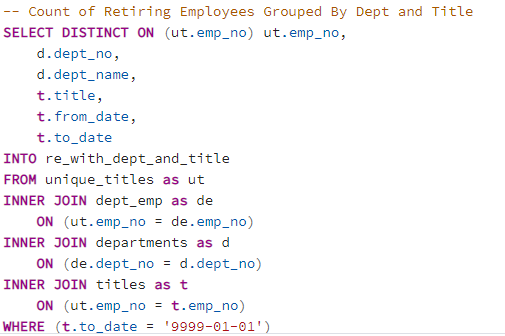 -- Count of Retiring Employees Grouped By Dept and Title
SELECT DISTINCT ON (ut.emp_no) ut.emp_no,
    d.dept_no,
    d.dept_name,
    t.title,
    t.from_date,
    t.to_date
INTO re_with_dept_and_title
FROM unique_titles as ut
INNER JOIN dept_emp as de
    ON (ut.emp_no = de.emp_no)
INNER JOIN departments as d
    ON (de.dept_no = d.dept_no)
INNER JOIN titles as t
    ON (ut.emp_no = t.emp_no)
WHERE (t.to_date = '9999-01-01')